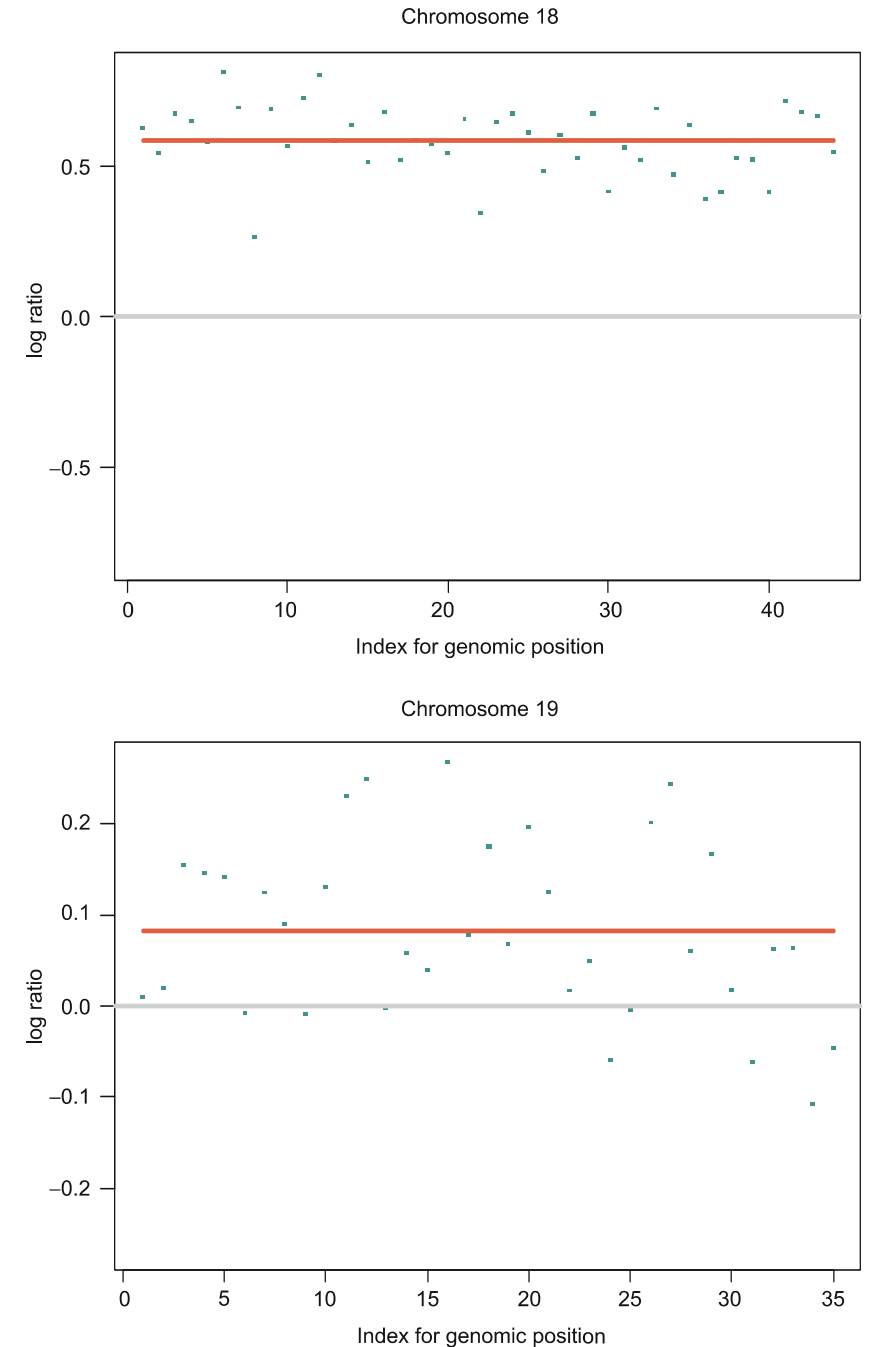 Chromosome 18
0.5
0.0
–0.5
log ratio
0 10 20 30 40
Index for genomic position
Chromosome 19
0.2
0.1
0.0
–0.1
–0.2
log ratio
0 5 10 15 20 25 30 35
Index for genomic position